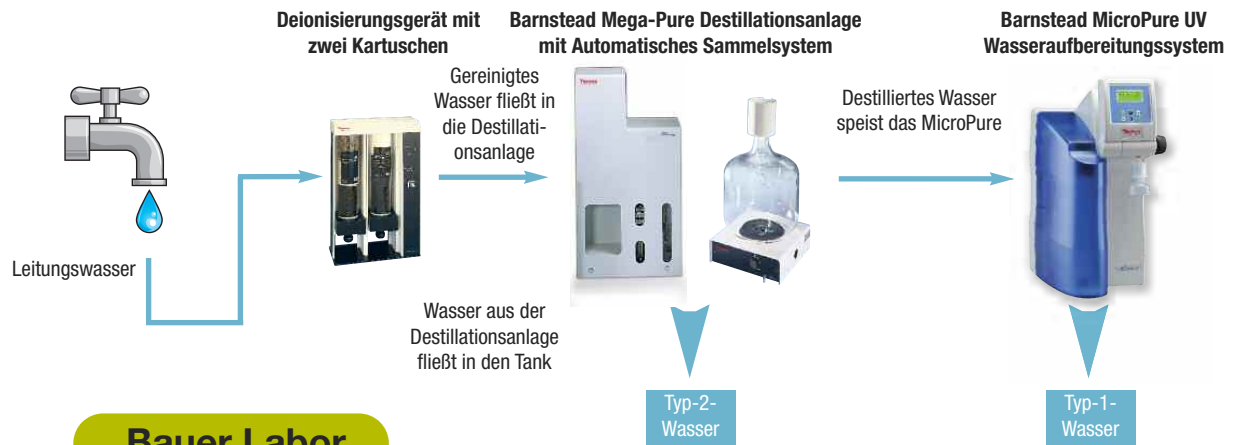 Deionisierungsgerät mit
zwei Kartuschen
Barnstead Mega-Pure Destillationsanlage
mit Automatisches Sammelsystem
Barnstead MicroPure UV
Wasseraufbereitungssystem
Gereinigtes
Wasser fließt in
die Destillati-
onsanlage
Destilliertes Wasser
speist das MicroPure
Leitungswasser
Wasser aus der
Destillationsanlage
fließt in den Tank
Typ-2-
Wasser
Typ-1-
Wasser
Bauer Labor